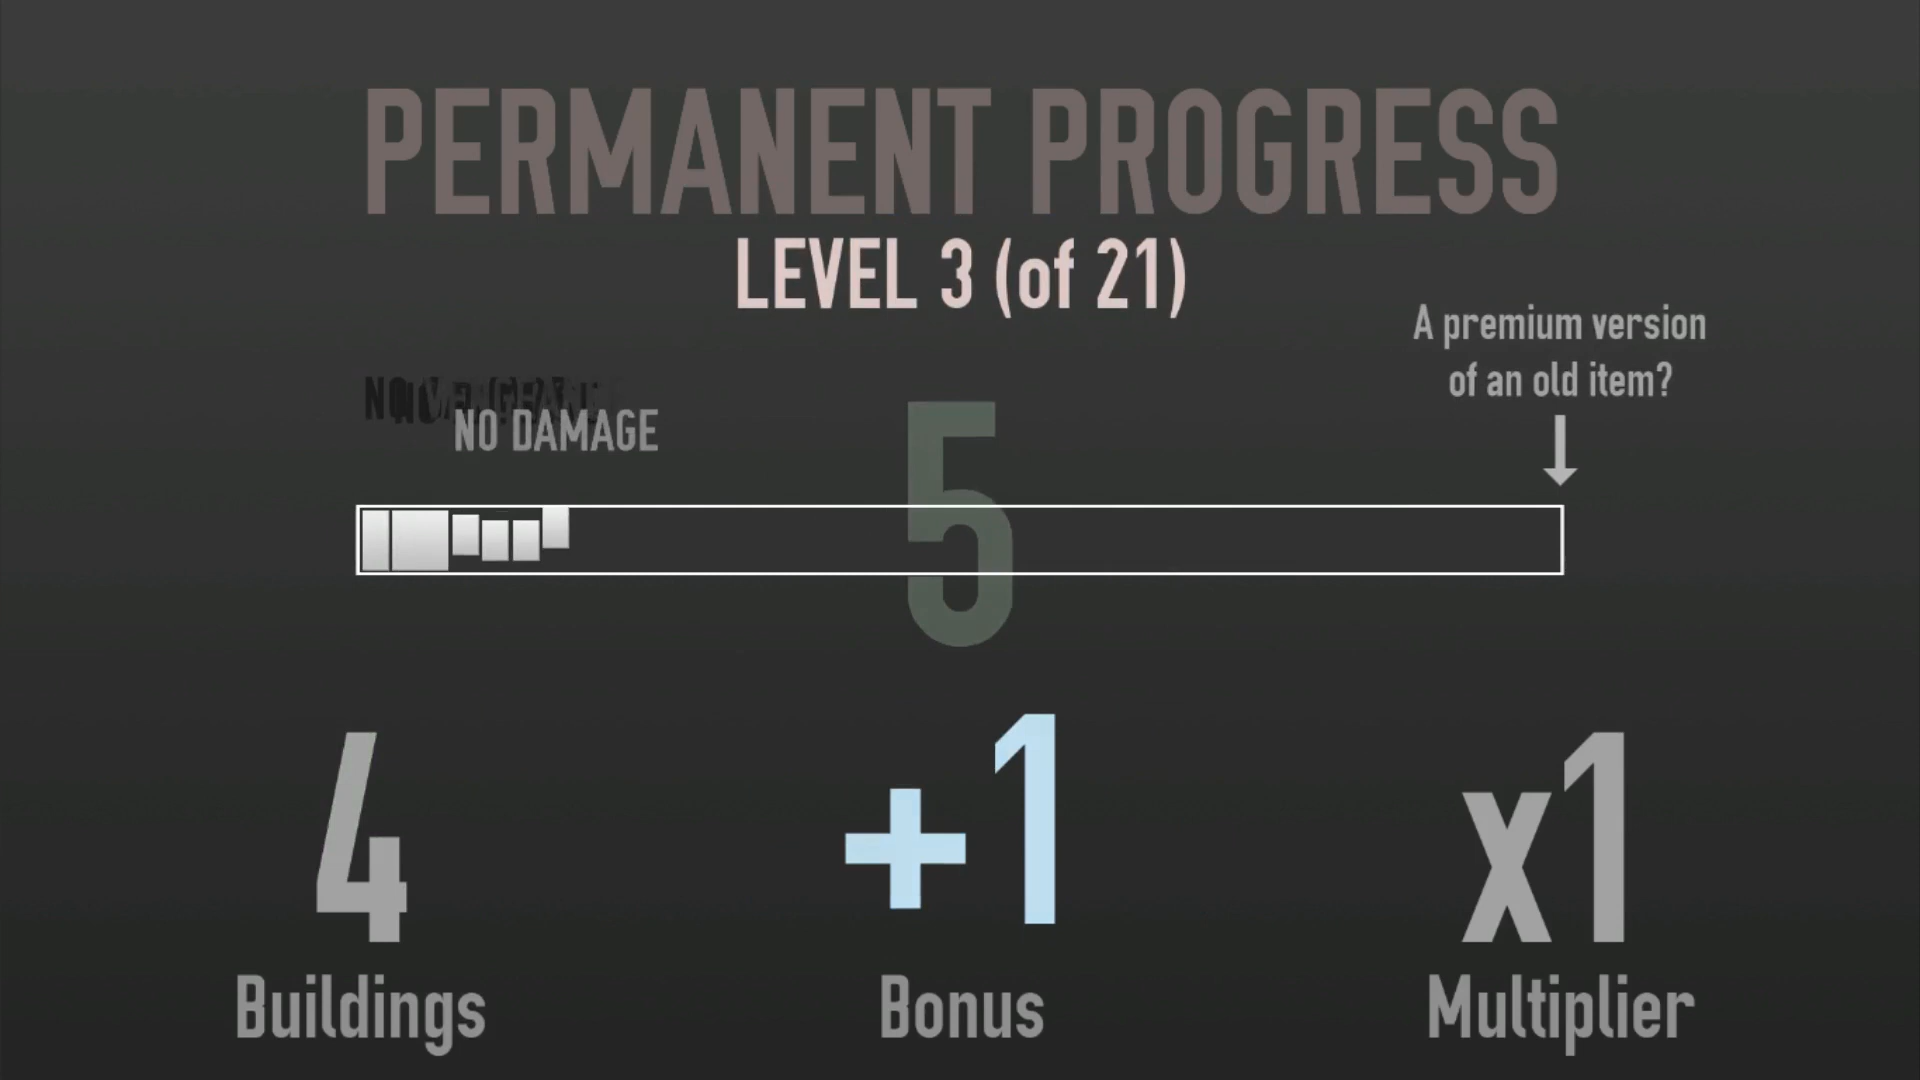 PERMANENT PROGRESS
LEVEL 3 (of 21)
A premium version
of an old item?
NO DAMAGE
5
4
Buildings
+1
Bonus
x1
Multiplier